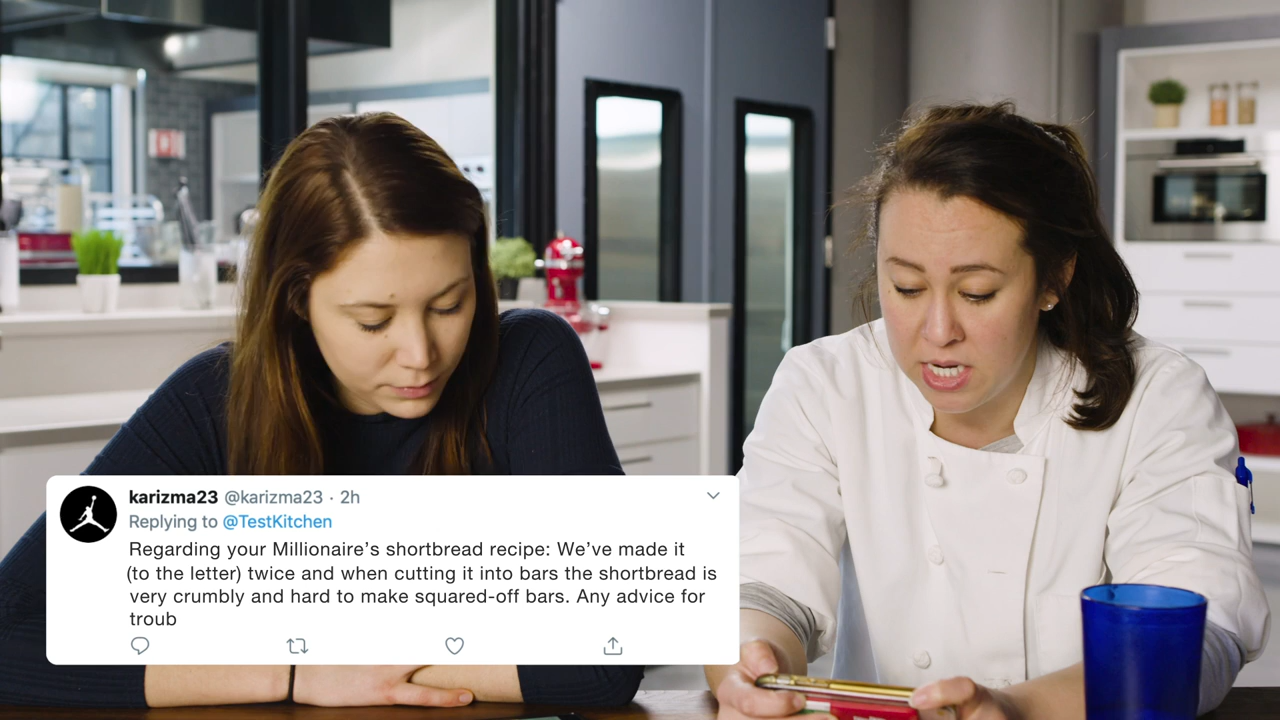 karizma23 @karizma23 · 2h
Replying to @TestKitchen
Regarding your Millionaire’s shortbread recipe: We’ve made it
(to the letter) twice and when cutting it into bars the shortbread is
very crumbly and hard to make squared-off bars. Any advice for
troub